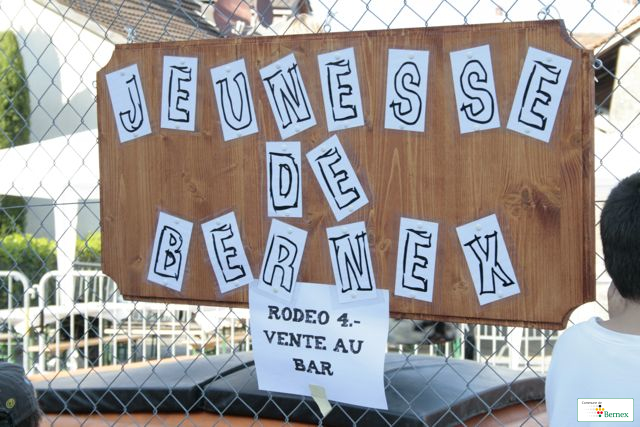 JEUNESSE
DE
BERNEX
RODEO 4.-
VENTE AU
BAR
Commune de
Bernex